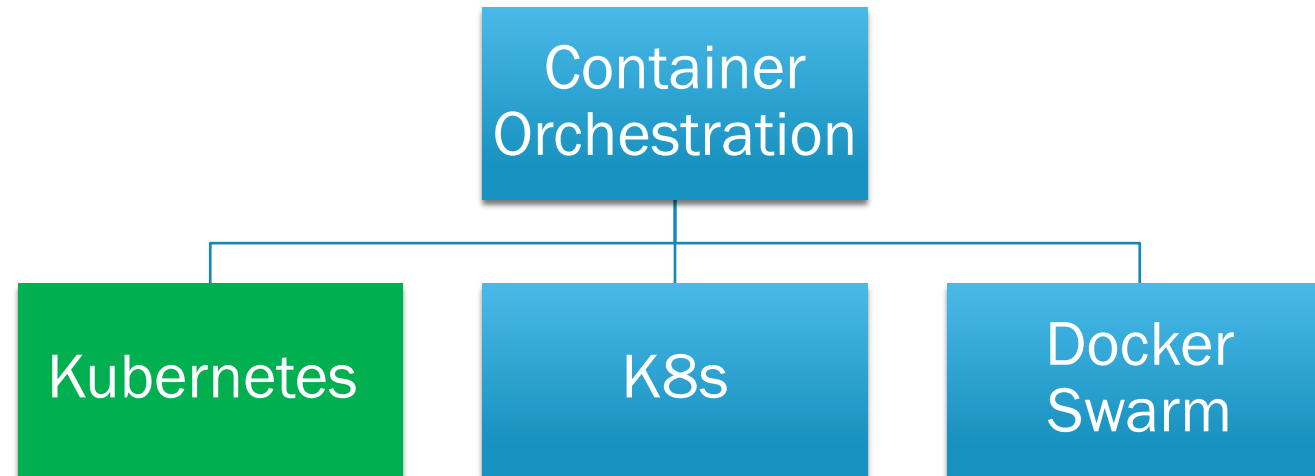 Container
Orchestration
Kubernetes
K8s
Docker
Swarm